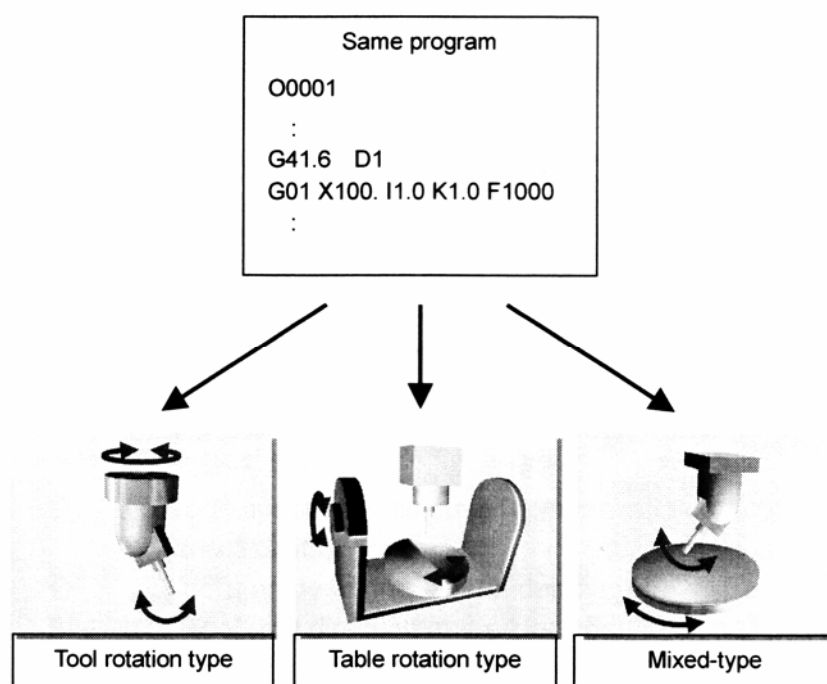 Same program
O0001
:
G41.6 D1
G01 X100. I1.0 K1.0 F1000
:
Tool rotation type
Table rotation type
Mixed-type